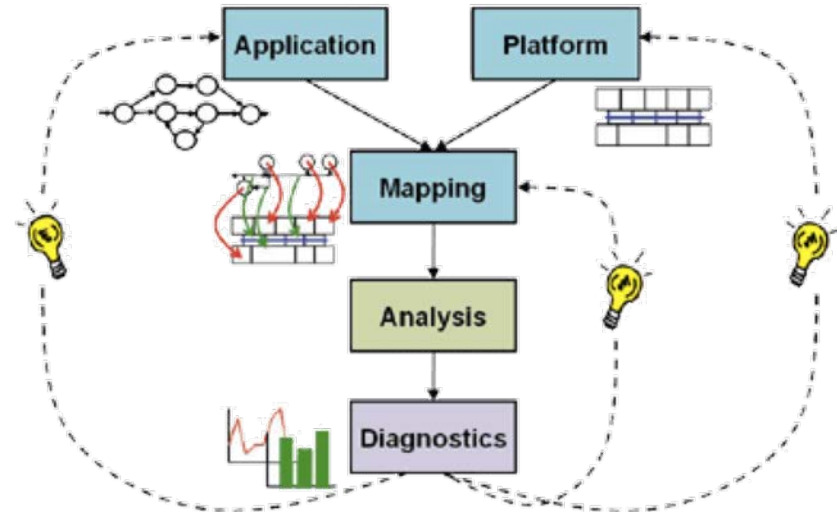 Application
Platform
Mapping
Analysis
Diagnostics